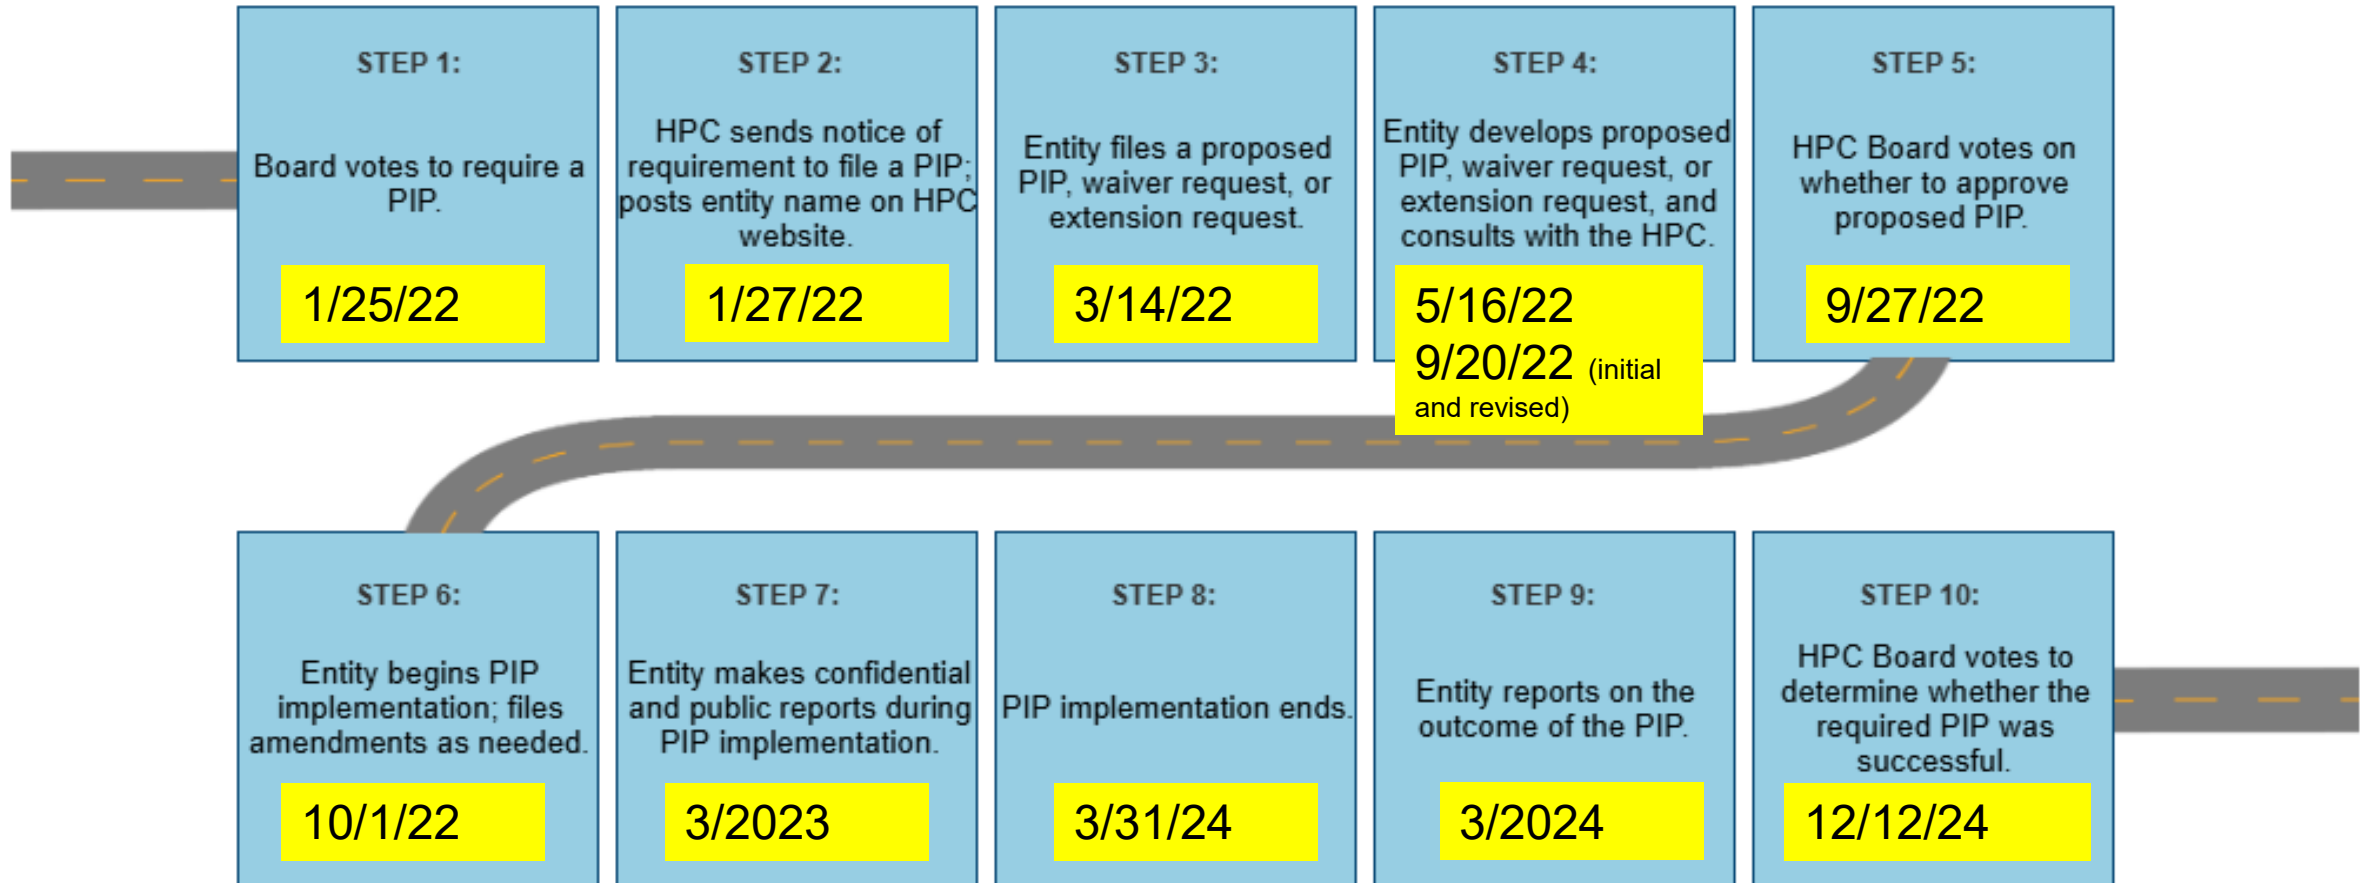 STEP 1:
Board votes to require a
PIP.
1/25/22
STEP 2:
HPC sends notice of
requirement to file a PIP;
posts entity name on HPC
website.
1/27/22
STEP 3:
Entity files a proposed
PIP, waiver request, or
extension request.
3/14/22
STEP 4:
Entity develops proposed
PIP, waiver request, or
extension request, and
consults with the HPC.
5/16/22
9/20/22 (initial
and revised)
STEP 5:
HPC Board votes on
whether to approve
proposed PIP.
9/27/22
STEP 6:
Entity begins PIP
implementation; files
amendments as needed.
10/1/22
STEP 7:
Entity makes confidential
and public reports during
PIP implementation.
3/2023
STEP 8:
PIP implementation ends.
3/31/24
STEP 9:
Entity reports on the
outcome of the PIP.
3/2024
STEP 10:
HPC Board votes to
determine whether the
required PIP was
successful.
12/12/24